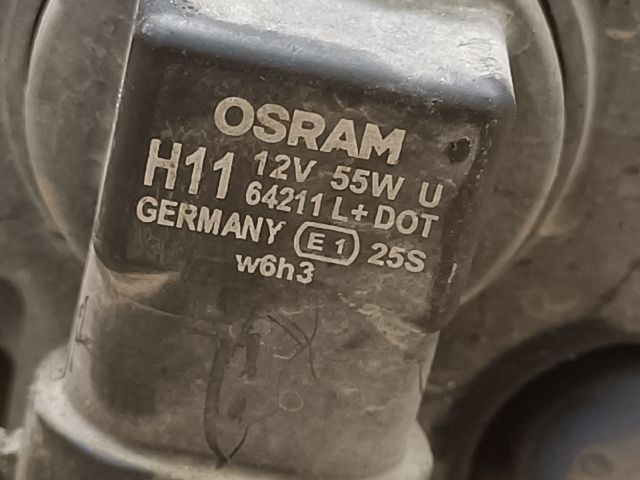 OSRAM
H11 12V 55W U
64211 L+ DOT
GERMANY E1 25S
w6h3